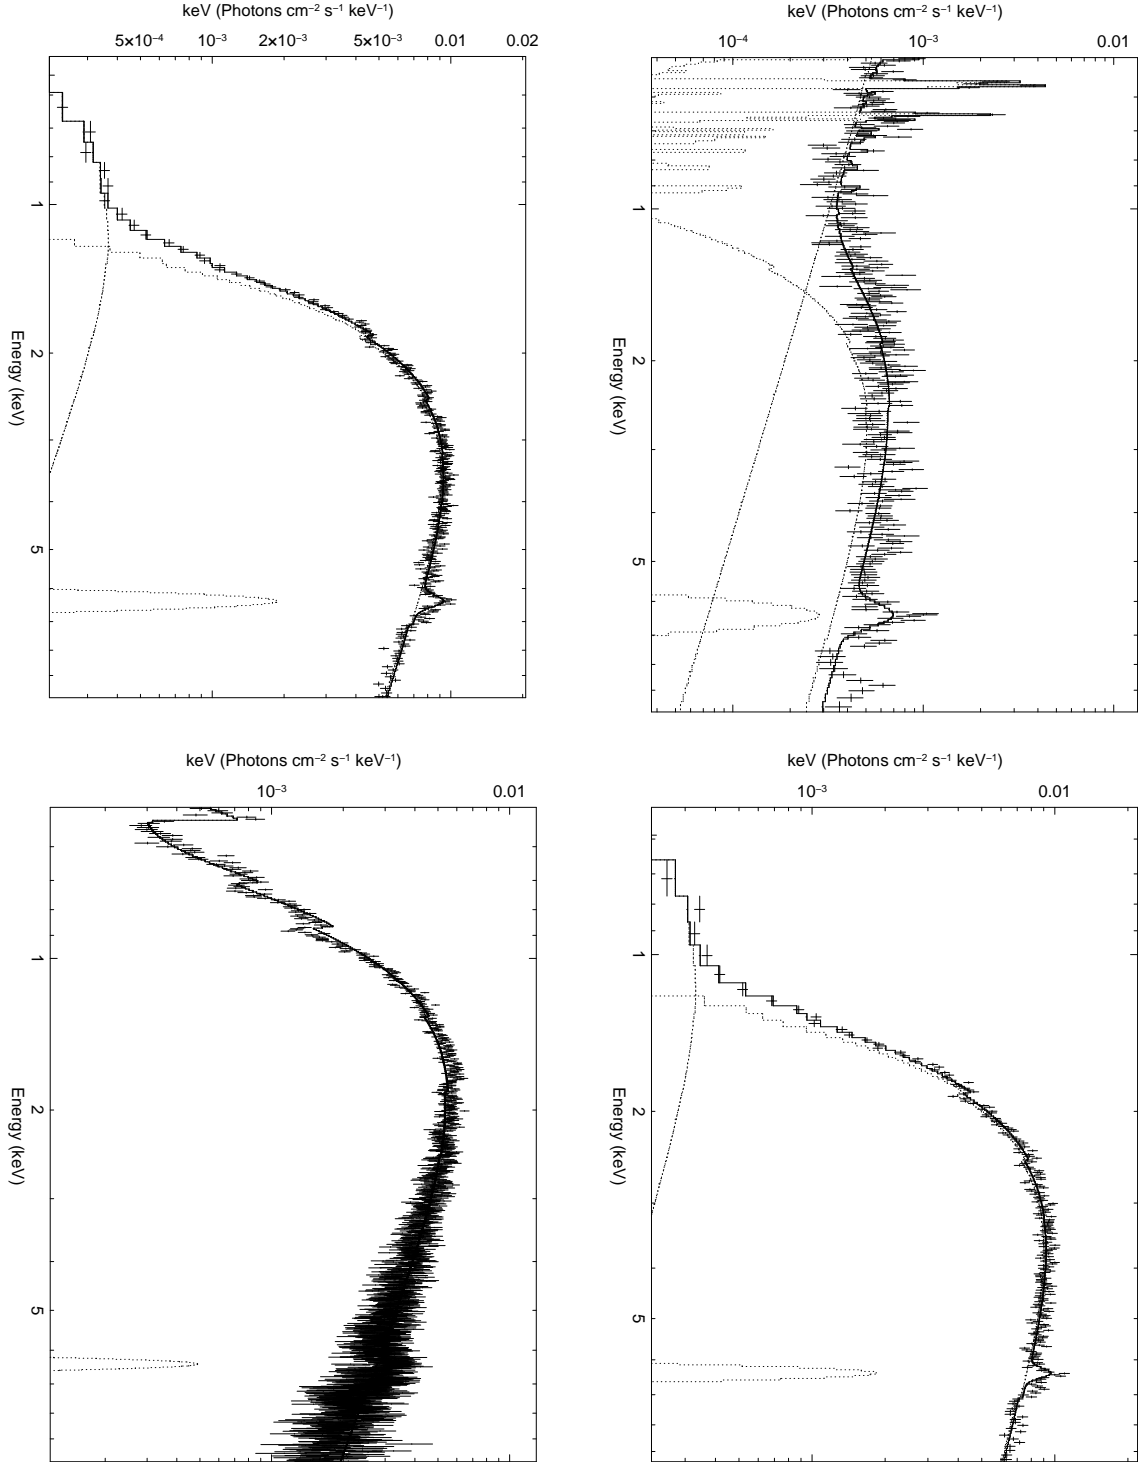 keV (Photons cm⁻² s⁻¹ keV⁻¹)
5×10⁻⁴ 10⁻³ 2×10⁻³ 5×10⁻³ 0.01 0.02
1
2
5
Energy (keV)
keV (Photons cm⁻² s⁻¹ keV⁻¹)
10⁻⁴ 10⁻³ 0.01
1
2
5
Energy (keV)
keV (Photons cm⁻² s⁻¹ keV⁻¹)
10⁻³ 0.01
1
2
5
Energy (keV)
keV (Photons cm⁻² s⁻¹ keV⁻¹)
10⁻³ 0.01
1
2
5
Energy (keV)